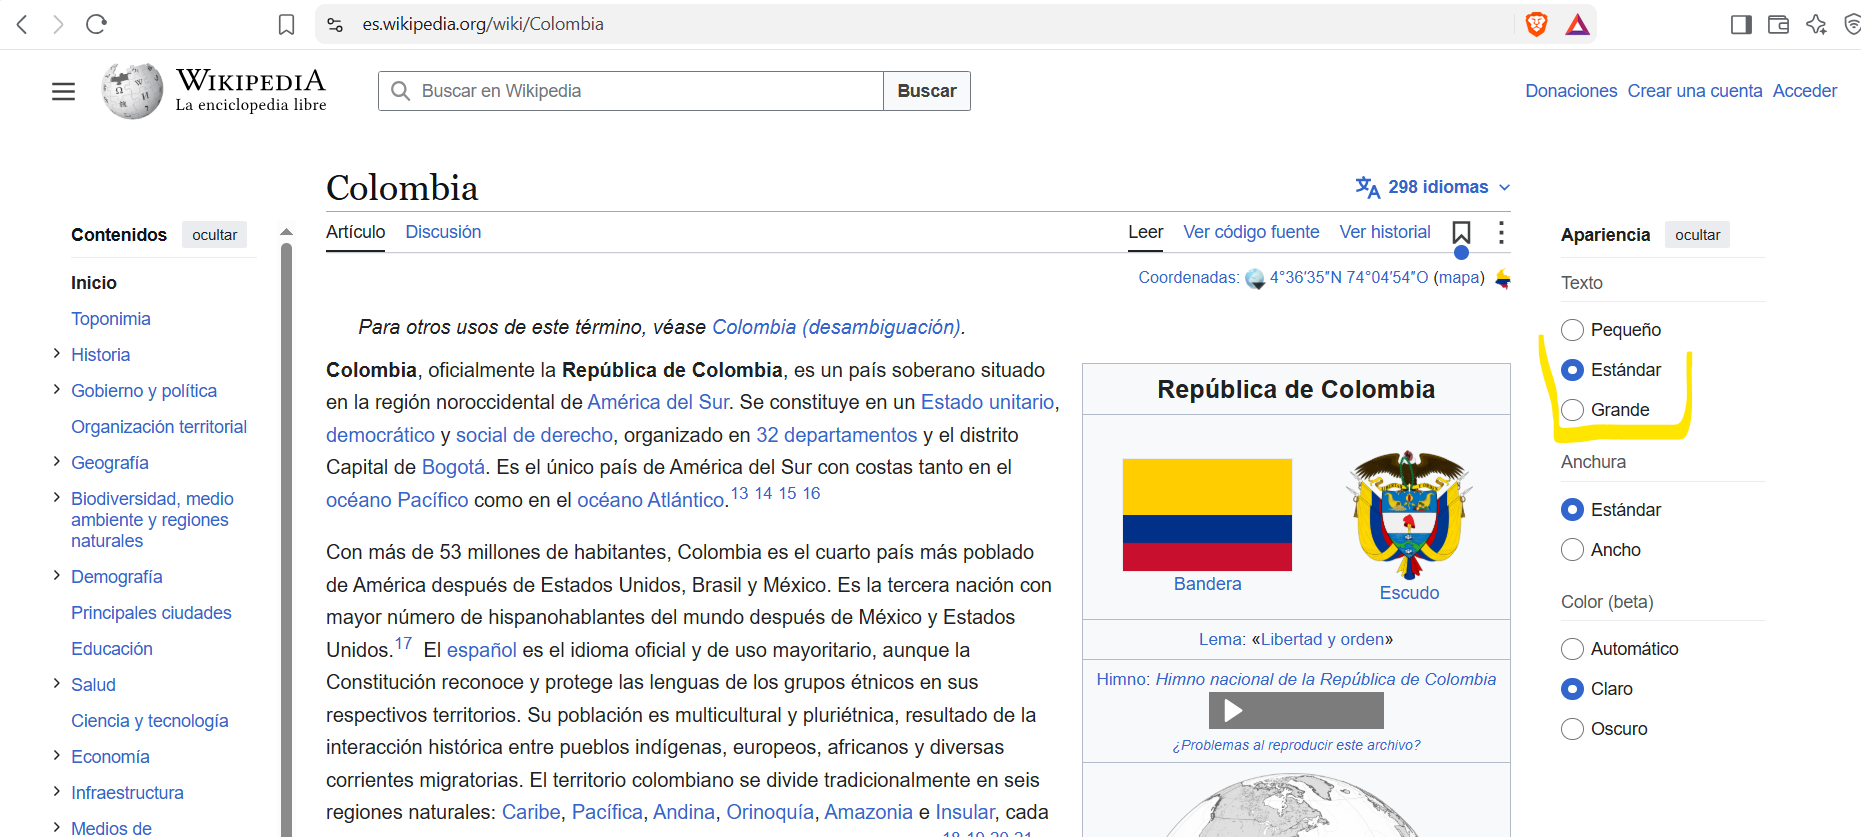 es.wikipedia.org/wiki/Colombia
WIKIPEDIA
La enciclopedia libre
Buscar en Wikipedia
Buscar
Donaciones Crear una cuenta Acceder
Colombia
298 idiomas
Artículo Discusión
Leer Ver código fuente Ver historial
Coordenadas: 4°36′35″N 74°04′54″O (mapa)
Contenidos ocultar
Inicio
Toponimia
Historia
Gobierno y política
Organización territorial
Geografía
Biodiversidad, medio
ambiente y regiones
naturales
Demografía
Principales ciudades
Educación
Salud
Ciencia y tecnología
Economía
Infraestructura
Medios de
Para otros usos de este término, véase Colombia (desambiguación).
Colombia, oficialmente la República de Colombia, es un país soberano situado
en la región noroccidental de América del Sur. Se constituye en un Estado unitario,
democrático y social de derecho, organizado en 32 departamentos y el distrito
Capital de Bogotá. Es el único país de América del Sur con costas tanto en el
océano Pacífico como en el océano Atlántico.13 14 15 16
Con más de 53 millones de habitantes, Colombia es el cuarto país más poblado
de América después de Estados Unidos, Brasil y México. Es la tercera nación con
mayor número de hispanohablantes del mundo después de México y Estados
Unidos.17 El español es el idioma oficial y de uso mayoritario, aunque la
Constitución reconoce y protege las lenguas de los grupos étnicos en sus
respectivos territorios. Su población es multicultural y pluriétnica, resultado de la
interacción histórica entre pueblos indígenas, europeos, africanos y diversas
corrientes migratorias. El territorio colombiano se divide tradicionalmente en seis
regiones naturales: Caribe, Pacífica, Andina, Orinoquía, Amazonia e Insular, cada
18 19 20 21
República de Colombia
Bandera
Escudo
Lema: «Libertad y orden»
Himno: Himno nacional de la República de Colombia
¿Problemas al reproducir este archivo?
Apariencia ocultar
Texto
Pequeño
Estándar
Grande
Anchura
Estándar
Ancho
Color (beta)
Automático
Claro
Oscuro